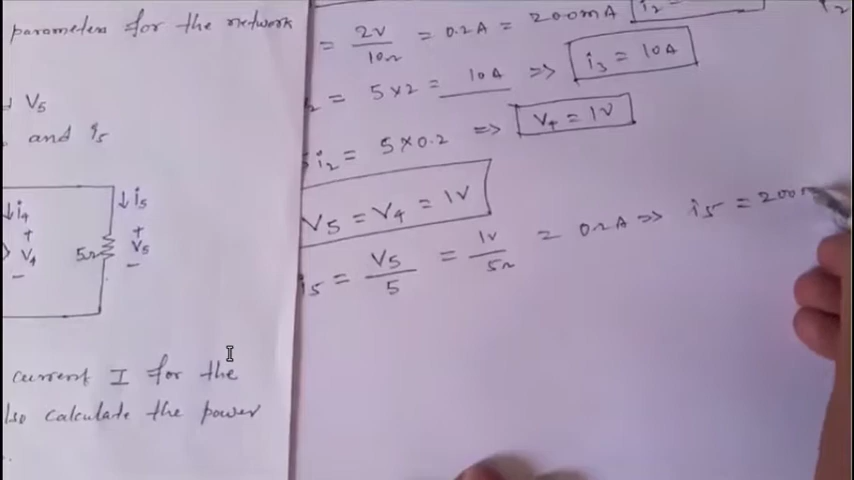 parameters for the network
V5
and i5
↓i4
↓i5
+
V4
-
5Ω
+
V5
-
current I for the
lso calculate the power
= 2V/10Ω = 0.2A = 200mA
= 5×2 = 10A => i3 = 10A
i2 = 5×0.2 => V4 = 1V
V5 = V4 = 1V
i5 = V5/5 = 1V/5Ω = 0.2A => i5 = 200m